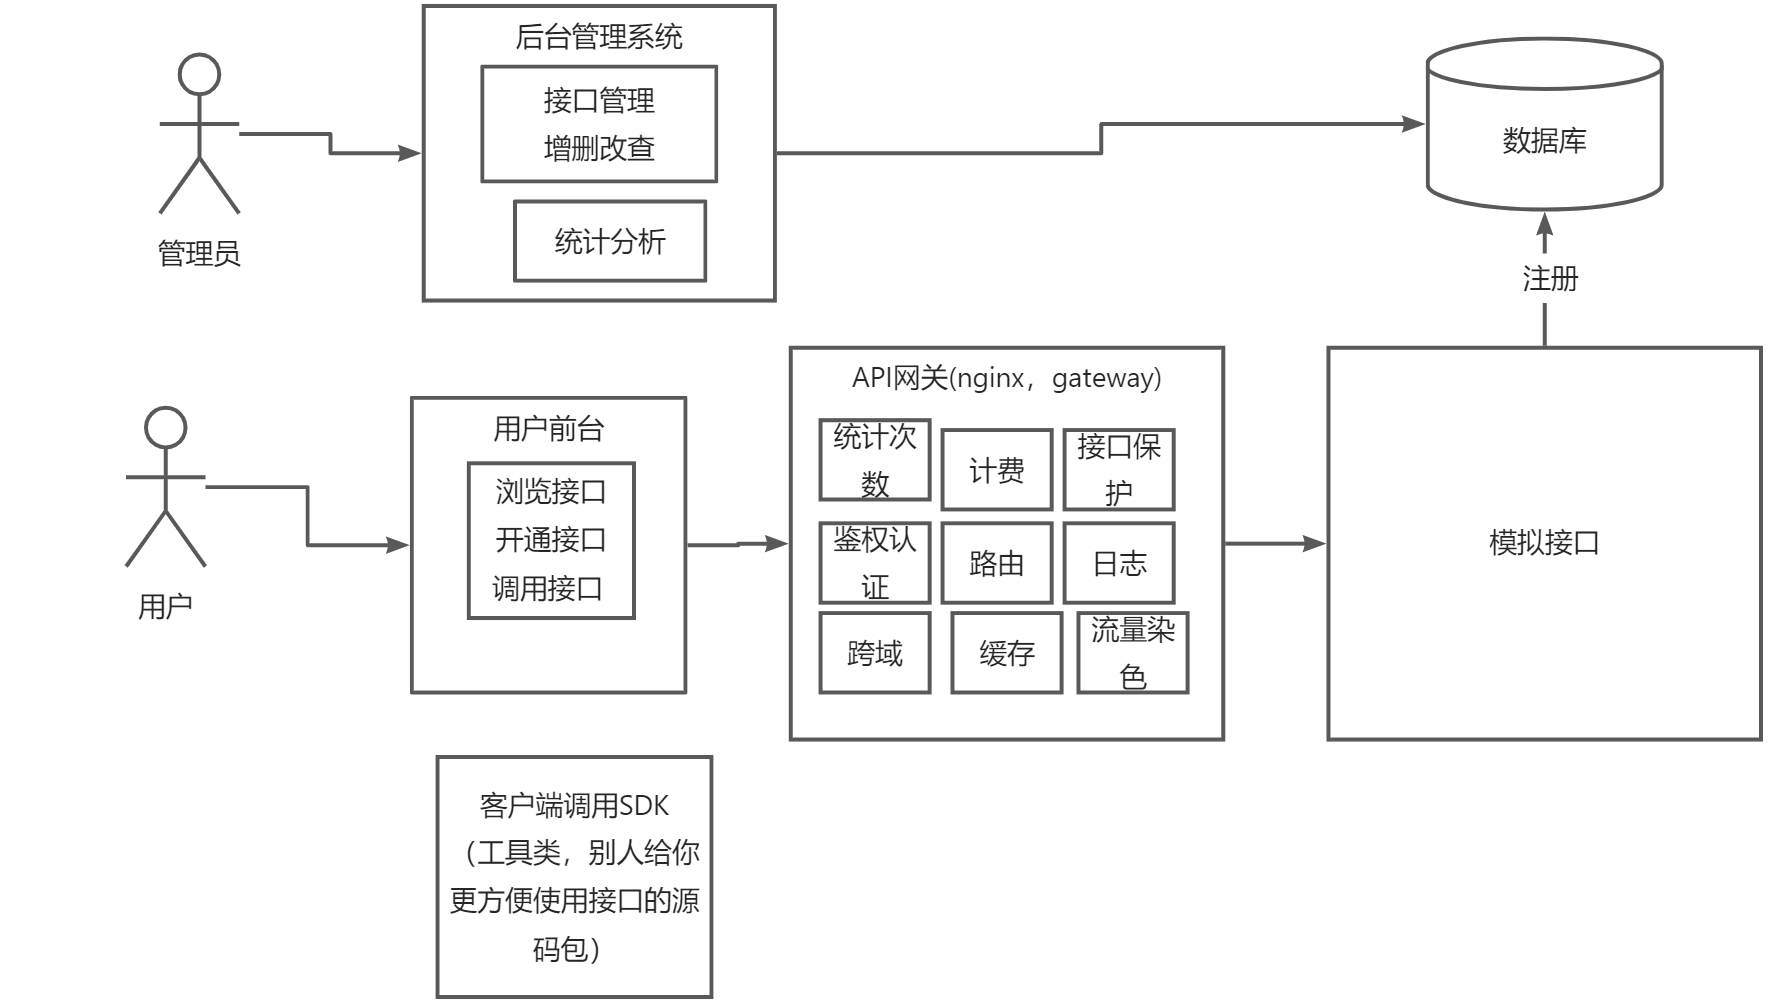 后台管理系统
接口管理
增删改查
统计分析
管理员
数据库
注册
用户前台
浏览接口
开通接口
调用接口
用户
API网关(nginx，gateway)
统计次
数
计费
接口保
护
鉴权认
证
路由
日志
跨域
缓存
流量染
色
模拟接口
客户端调用SDK
（工具类，别人给你
更方便使用接口的源
码包）